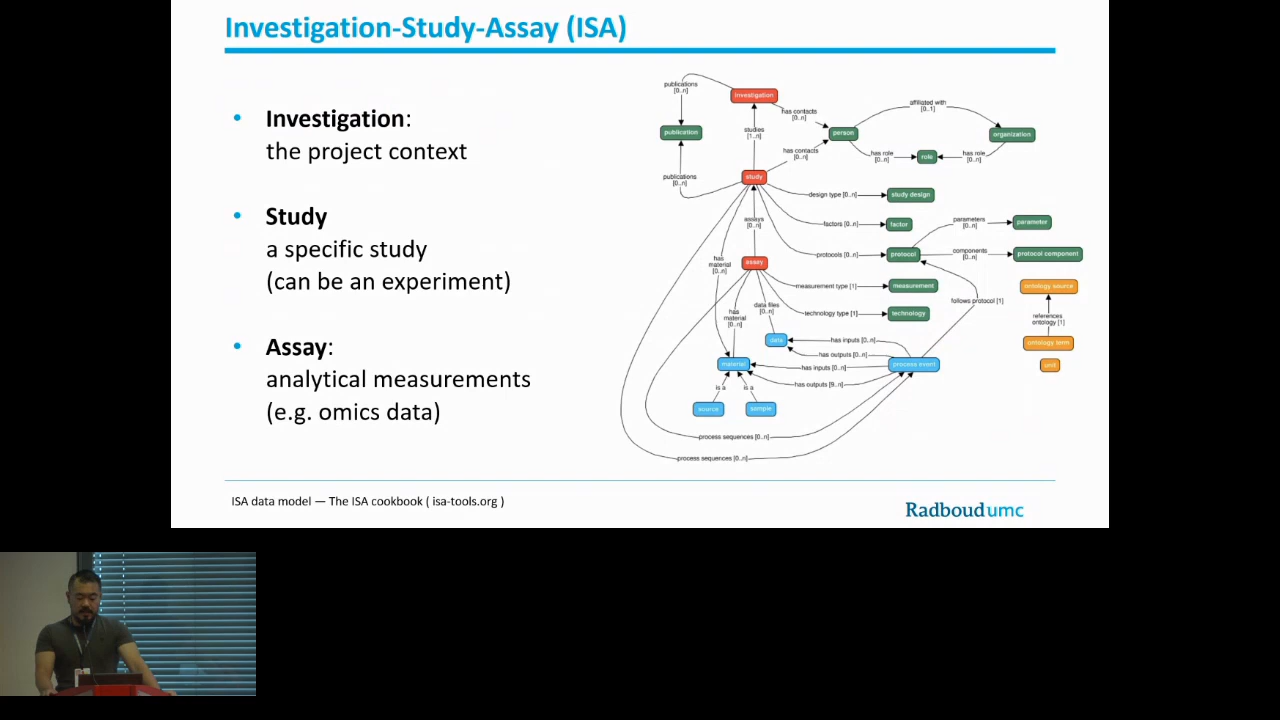 Investigation-Study-Assay (ISA)
• Investigation:
the project context
• Study
a specific study
(can be an experiment)
• Assay:
analytical measurements
(e.g. omics data)
publications
[0..n]
investigation
has contacts
[0..n]
affiliated with
[0..1]
publication
studies
[1..n]
person
organization
has contacts
[0..n]
has role
[0..n]
role
has role
[0..n]
publications
[0..n]
study
design type [0..n]
study design
assays
[0..n]
factors [0..n]
factor
parameters
[0..n]
parameter
protocols [0..n]
protocol
components
[0..n]
protocol component
has
material
[0..n]
assay
measurement type [1]
measurement
ontology source
follows protocol [1]
has
material
[0..n]
data files
[0..n]
technology type [1]
technology
references
ontology [1]
data
has inputs [0..n]
ontology term
has outputs [0..n]
material
has inputs [0..n]
process event
unit
has outputs [9..n]
is a
is a
source
sample
process sequences [0..n]
process sequences [0..n]
ISA data model — The ISA cookbook ( isa-tools.org )
Radboudumc